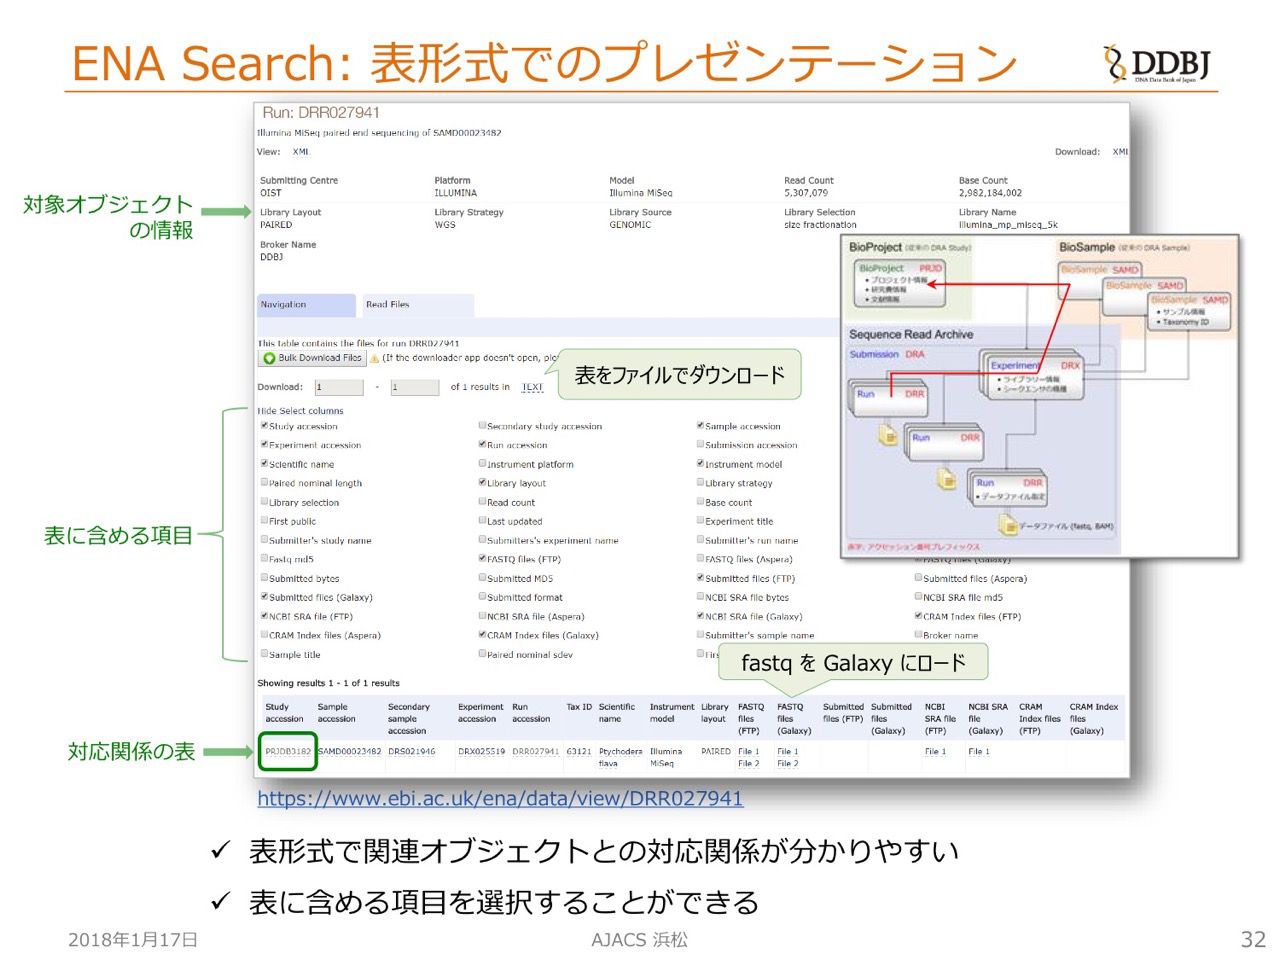 ENA Search: 表形式でのプレゼンテーション
DDBJ
DNA Data Bank of Japan
Run: DRR027941
Illumina MiSeq paired end sequencing of SAMD00023482
View: XML
Download: XML
Submitting Centre Platform Model Read Count Base Count
OIST ILLUMINA Illumina MiSeq 5,307,079 2,982,184,002
Library Layout Library Strategy Library Source Library Selection Library Name
PAIRED WGS GENOMIC size fractionation illumina_mp_miseq_5k
Broker Name
DDBJ
対象オブジェクト
の情報
Navigation Read Files
This table contains the files for run DRR027941
Bulk Download Files (If the downloader app doesn't open,
Download: 1 - 1 of 1 results in TEXT
表をファイルでダウンロード
Hide Select columns
Study accession Secondary study accession Sample accession
Experiment accession Run accession Submission accession
Scientific name Instrument platform Instrument model
Paired nominal length Library layout Library strategy
Library selection Read count Base count
First public Last updated Experiment title
Submitter's study name Submitters's experiment name Submitter's run name
Fastq md5 FASTQ files (FTP) FASTQ files (Aspera) FASTQ files (Galaxy)
Submitted bytes Submitted MD5 Submitted files (FTP) Submitted files (Aspera)
Submitted files (Galaxy) Submitted format NCBI SRA file bytes NCBI SRA file md5
NCBI SRA file (FTP) NCBI SRA file (Aspera) NCBI SRA file (Galaxy) CRAM Index files (FTP)
CRAM Index files (Aspera) CRAM Index files (Galaxy) Submitter's sample name Broker name
Sample title Paired nominal sdev
表に含める項目
fastq を Galaxy にロード
BioProject (従来の DRA Study)
BioProject PRJD
• プロジェクト情報
• 研究費情報
• 文献情報
BioSample (従来の DRA Sample)
BioSample SAMD
BioSample SAMD
BioSample SAMD
• サンプル情報
• Taxonomy ID
Sequence Read Archive
Submission DRA
Experiment DRX
• ライブラリー情報
• シークエンサの機種
Run DRR
Run DRR
Run DRR
• データファイル指定
データファイル (fastq, BAM)
赤字: アクセッション番号プレフィックス
Showing results 1 - 1 of 1 results
Study accession Sample accession Secondary sample accession Experiment accession Run accession Tax ID Scientific name Instrument model Library layout FASTQ files (FTP) FASTQ files (Galaxy) Submitted files (FTP) Submitted files (Galaxy) NCBI SRA file (FTP) NCBI SRA file (Galaxy) CRAM Index files (FTP) CRAM Index files (Galaxy)
PRJDB3182 SAMD00023482 DRS021946 DRX025519 DRR027941 63121 Ptychodera flava Illumina MiSeq PAIRED File 1 File 2 File 1 File 2 File 1 File 1
対応関係の表
https://www.ebi.ac.uk/ena/data/view/DRR027941
✓ 表形式で関連オブジェクトとの対応関係が分かりやすい
✓ 表に含める項目を選択することができる
2018年1月17日
AJACS 浜松
32